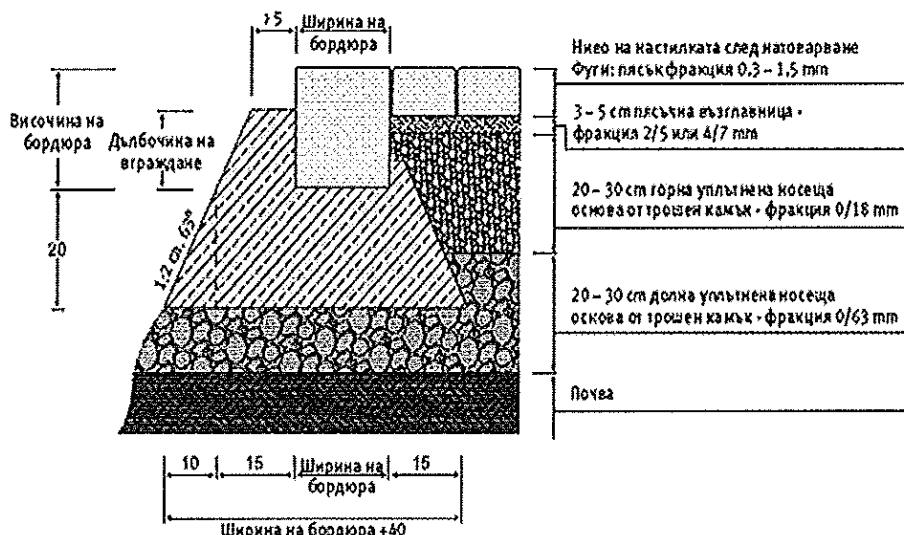 >5
Ширина на
бордюра
Височина на
бордюра
Дълбочина на
вграждане
20
1:2 св. 63°
10
15
Ширина на
бордюра
15
Ширина на бордюра +40
Ниво на настилката след натоварване
Фуги: пясък фракция 0,3 – 1,5 mm
3 – 5 cm пясъчна възглавница -
фракция 2/5 или 4/7 mm
20 – 30 cm горна уплътнена носеща
основа от трошен камък - фракция 0/18 mm
20 – 30 cm долна уплътнена носеща
основа от трошен камък - фракция 0/63 mm
Почва